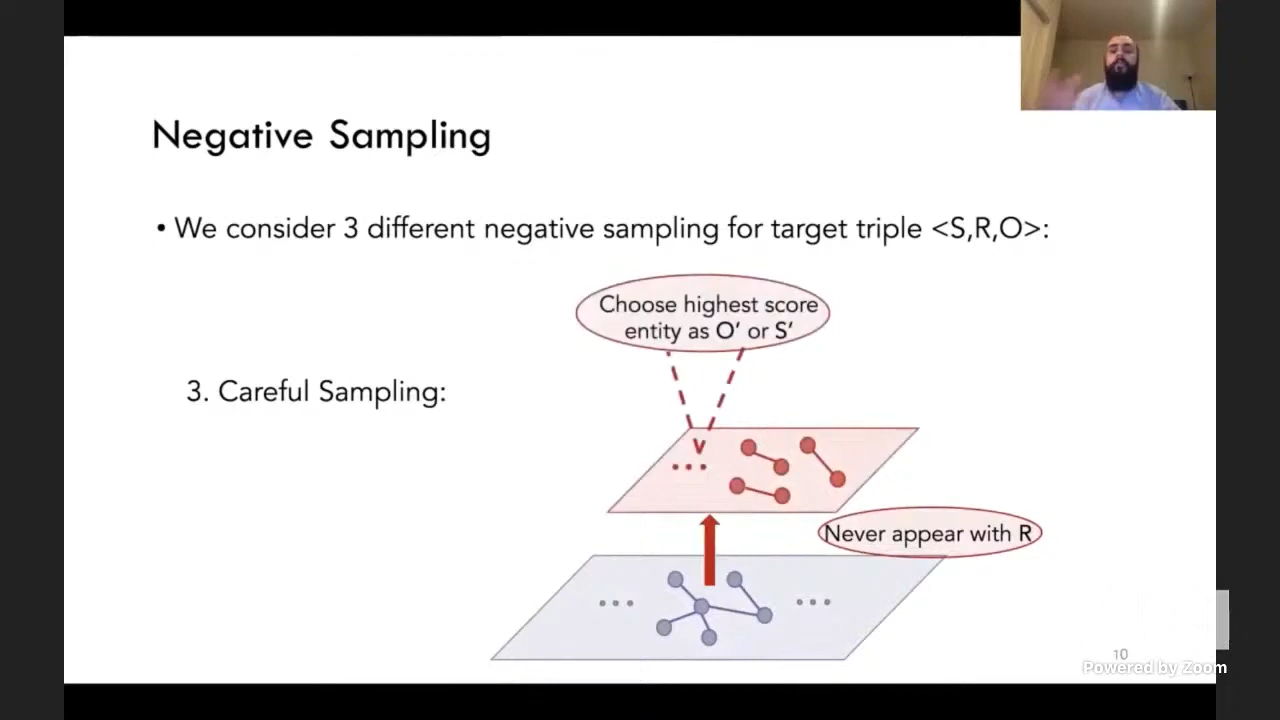 Negative Sampling
• We consider 3 different negative sampling for target triple <S,R,O>:
Choose highest score
entity as O' or S'
3. Careful Sampling:
Never appear with R
10
Powered by Zoom